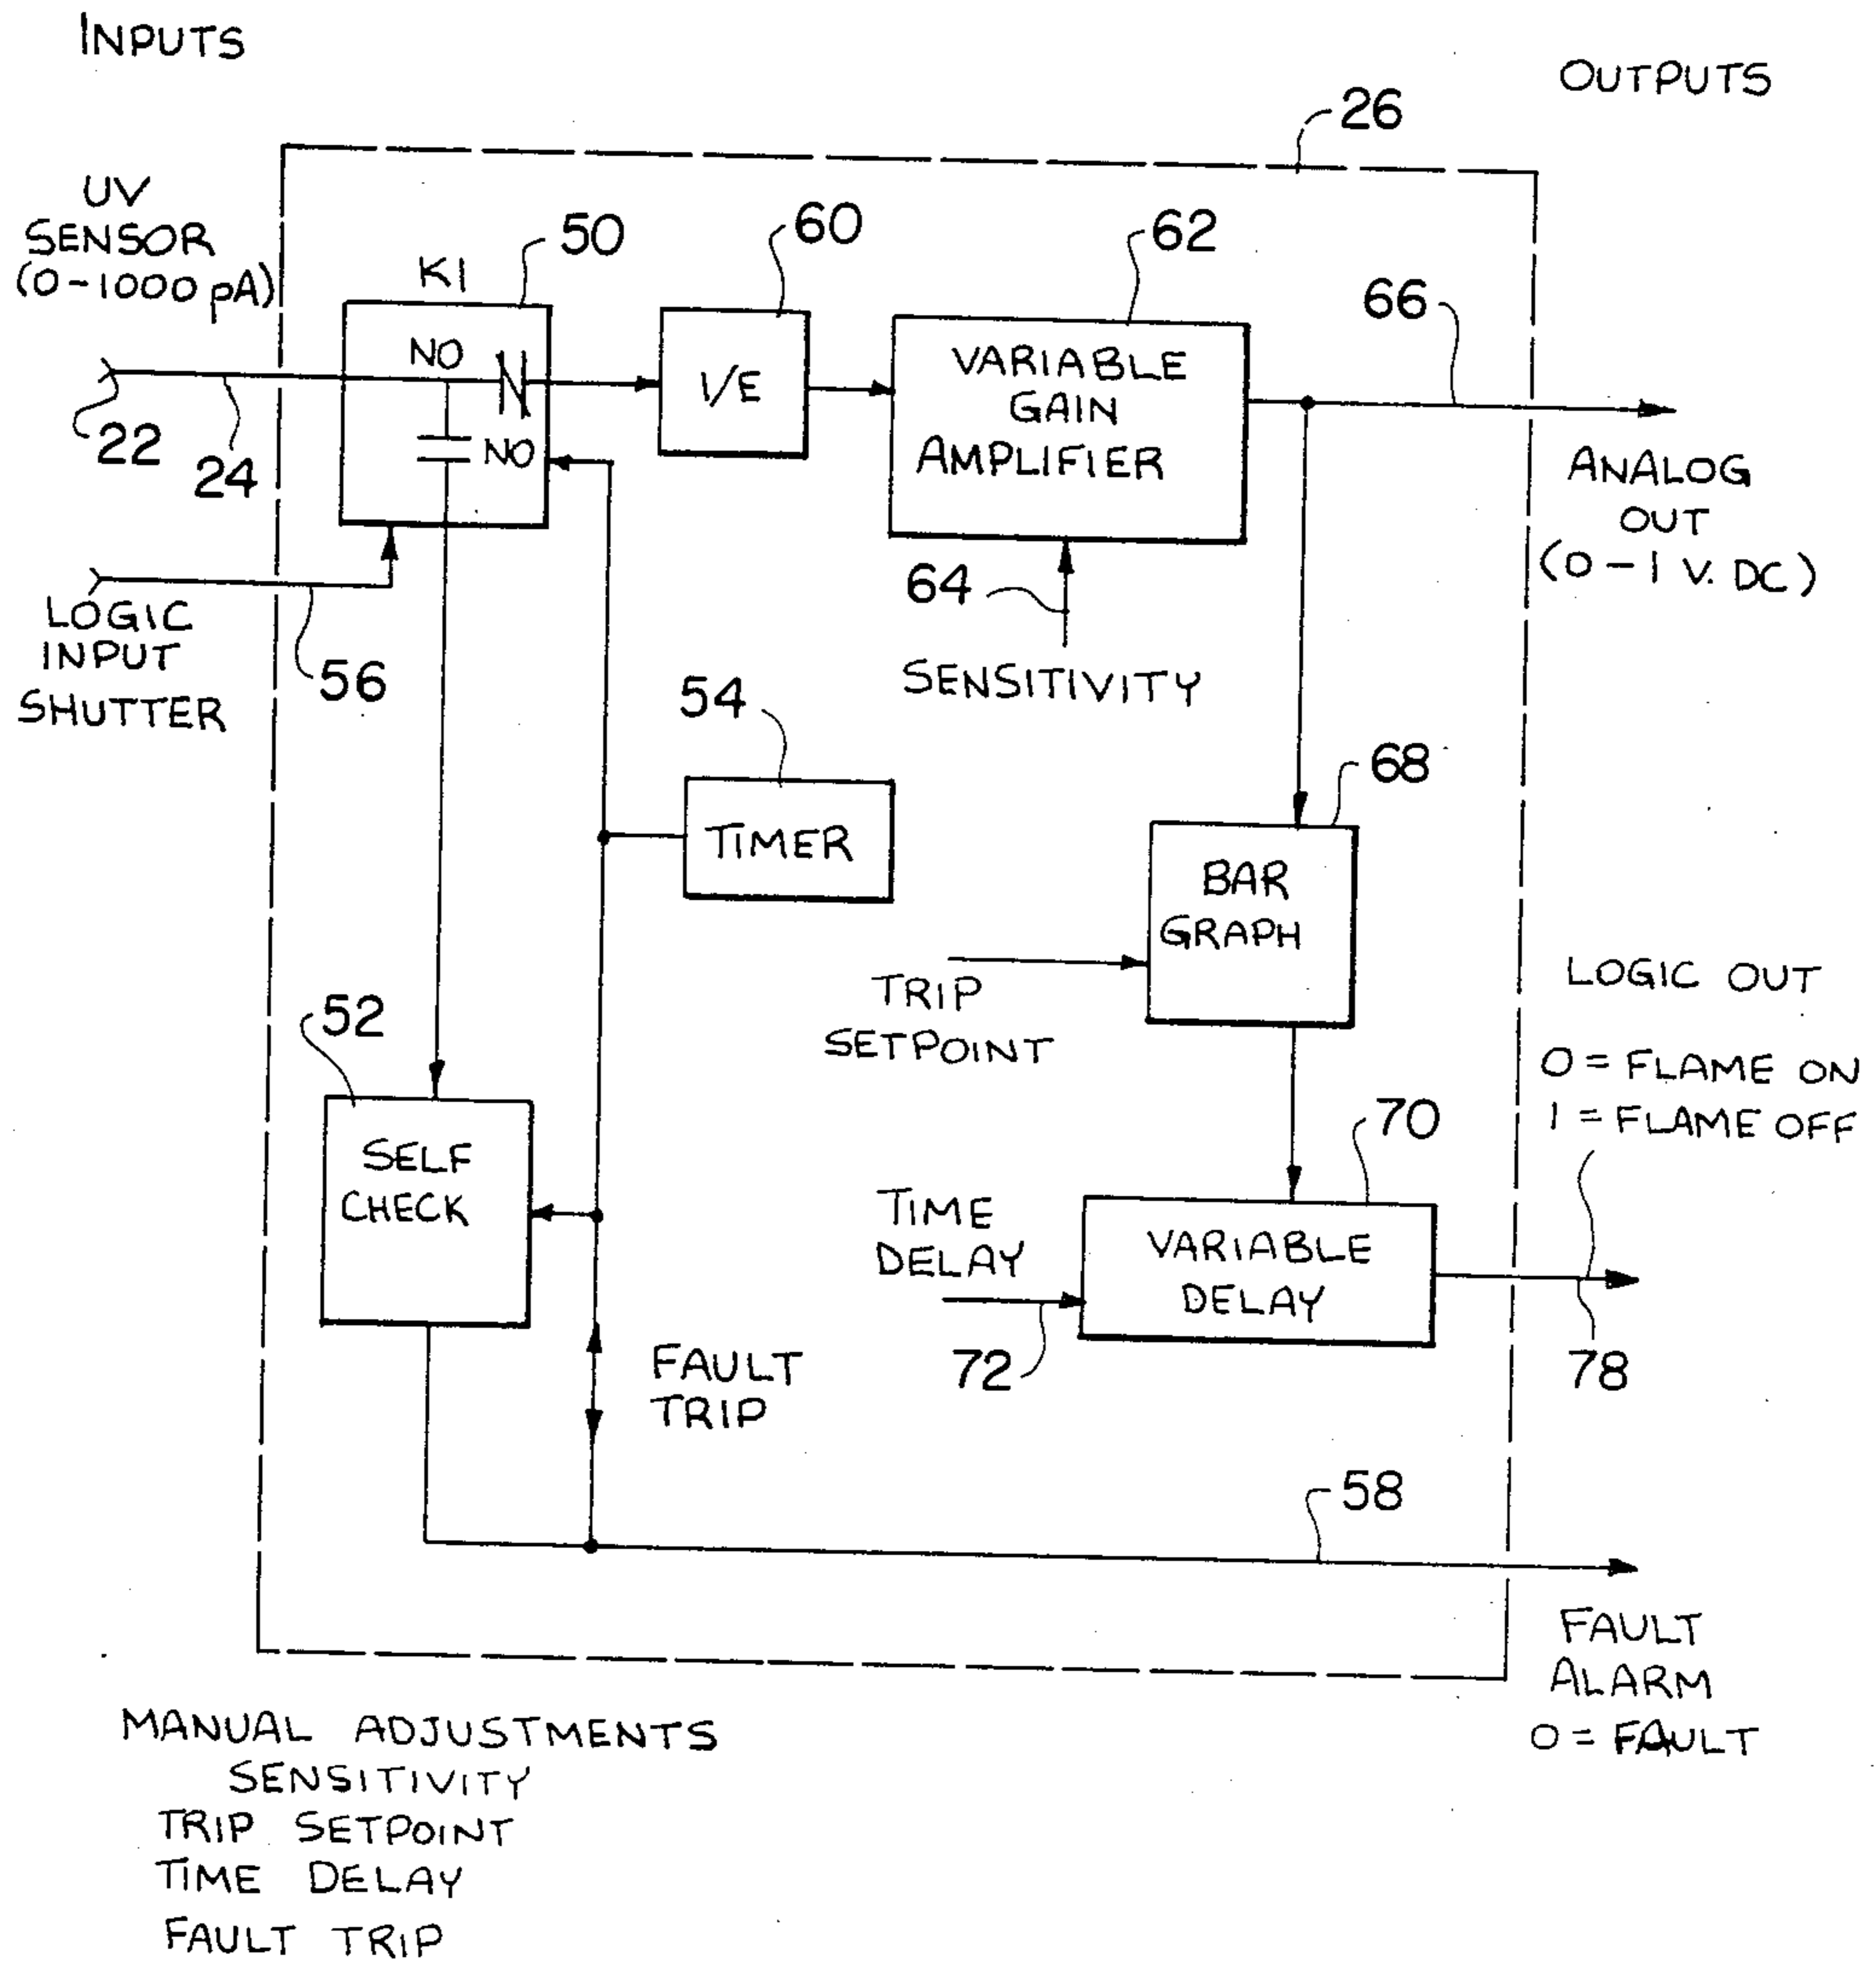 INPUTS
OUTPUTS
26
UV
SENSOR
(0-1000 pA)
K1
50
60
62
66
NO
I/E
VARIABLE
GAIN
AMPLIFIER
22
24
NO
ANALOG
OUT
(0-1 V. DC)
64
LOGIC
INPUT
SHUTTER
56
SENSITIVITY
54
68
TIMER
BAR
GRAPH
TRIP
SETPOINT
LOGIC OUT
0 = FLAME ON
1 = FLAME OFF
52
70
SELF
CHECK
TIME
DELAY
VARIABLE
DELAY
72
78
FAULT
TRIP
58
FAULT
ALARM
0 = FAULT
MANUAL ADJUSTMENTS
SENSITIVITY
TRIP SETPOINT
TIME DELAY
FAULT TRIP